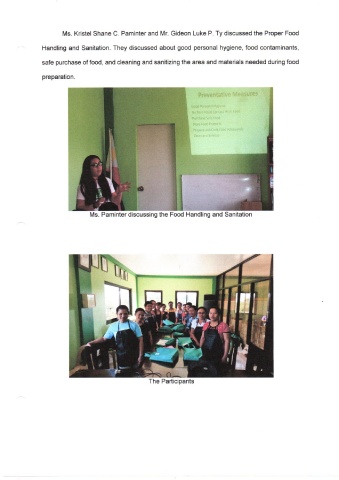 Ms. Kristel Shane C. Paminter and Mr. Gideon Luke P. Ty discussed the Proper Food
Handling and Sanitation. They discussed about good personal hygiene, food contaminants,
safe purchase of food, and cleaning and sanitizing the area and materials needed during food
preparation.
Ms. Paminter discussing the Food Handling and Sanitation
The Participants